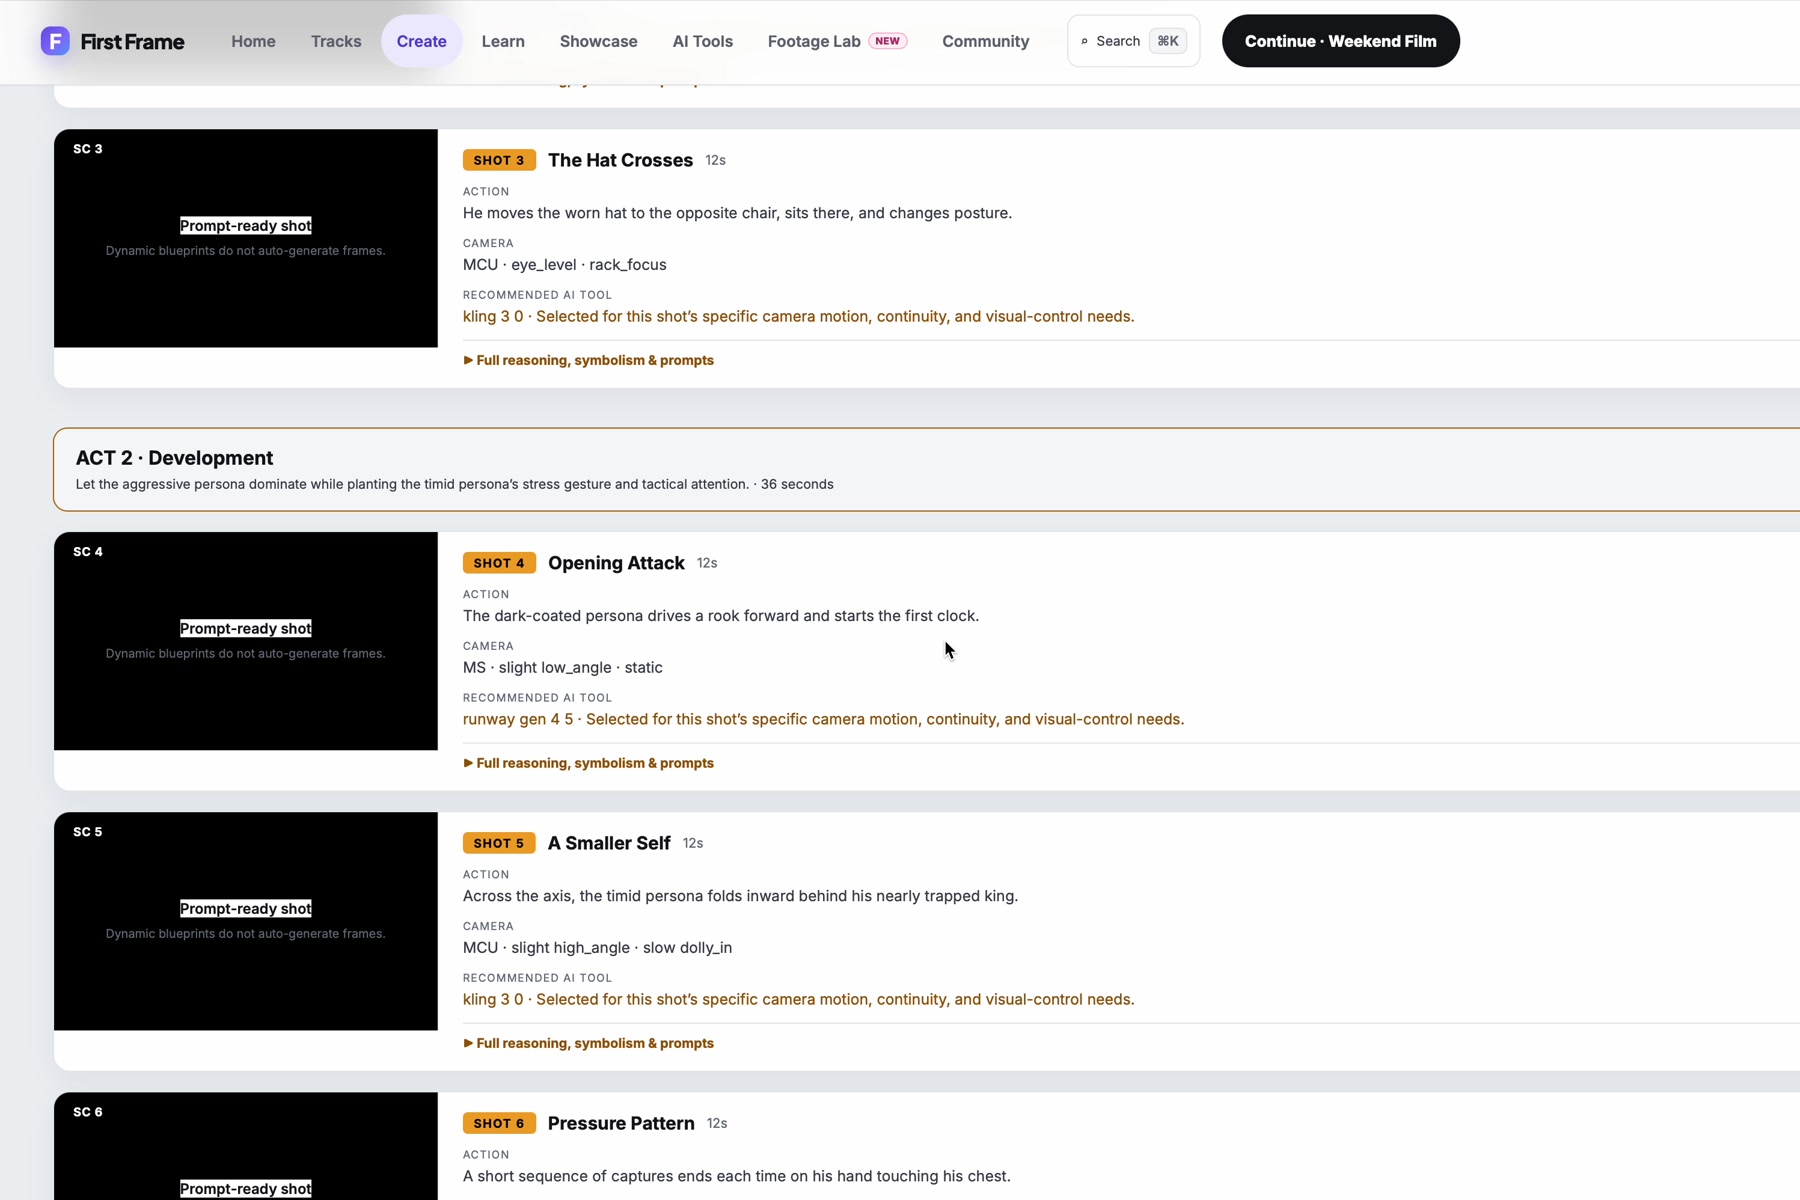 F FirstFrame Home Tracks Create Learn Showcase AI Tools Footage Lab NEW Community Search ⌘K Continue · Weekend Film
SC 3
Prompt-ready shot
Dynamic blueprints do not auto-generate frames.
SHOT 3 The Hat Crosses 12s
ACTION
He moves the worn hat to the opposite chair, sits there, and changes posture.
CAMERA
MCU · eye_level · rack_focus
RECOMMENDED AI TOOL
kling 3 0 · Selected for this shot’s specific camera motion, continuity, and visual-control needs.
▶ Full reasoning, symbolism & prompts
ACT 2 · Development
Let the aggressive persona dominate while planting the timid persona’s stress gesture and tactical attention. · 36 seconds
SC 4
Prompt-ready shot
Dynamic blueprints do not auto-generate frames.
SHOT 4 Opening Attack 12s
ACTION
The dark-coated persona drives a rook forward and starts the first clock.
CAMERA
MS · slight low_angle · static
RECOMMENDED AI TOOL
runway gen 4 5 · Selected for this shot’s specific camera motion, continuity, and visual-control needs.
▶ Full reasoning, symbolism & prompts
SC 5
Prompt-ready shot
Dynamic blueprints do not auto-generate frames.
SHOT 5 A Smaller Self 12s
ACTION
Across the axis, the timid persona folds inward behind his nearly trapped king.
CAMERA
MCU · slight high_angle · slow dolly_in
RECOMMENDED AI TOOL
kling 3 0 · Selected for this shot’s specific camera motion, continuity, and visual-control needs.
▶ Full reasoning, symbolism & prompts
SC 6
Prompt-ready shot
SHOT 6 Pressure Pattern 12s
ACTION
A short sequence of captures ends each time on his hand touching his chest.